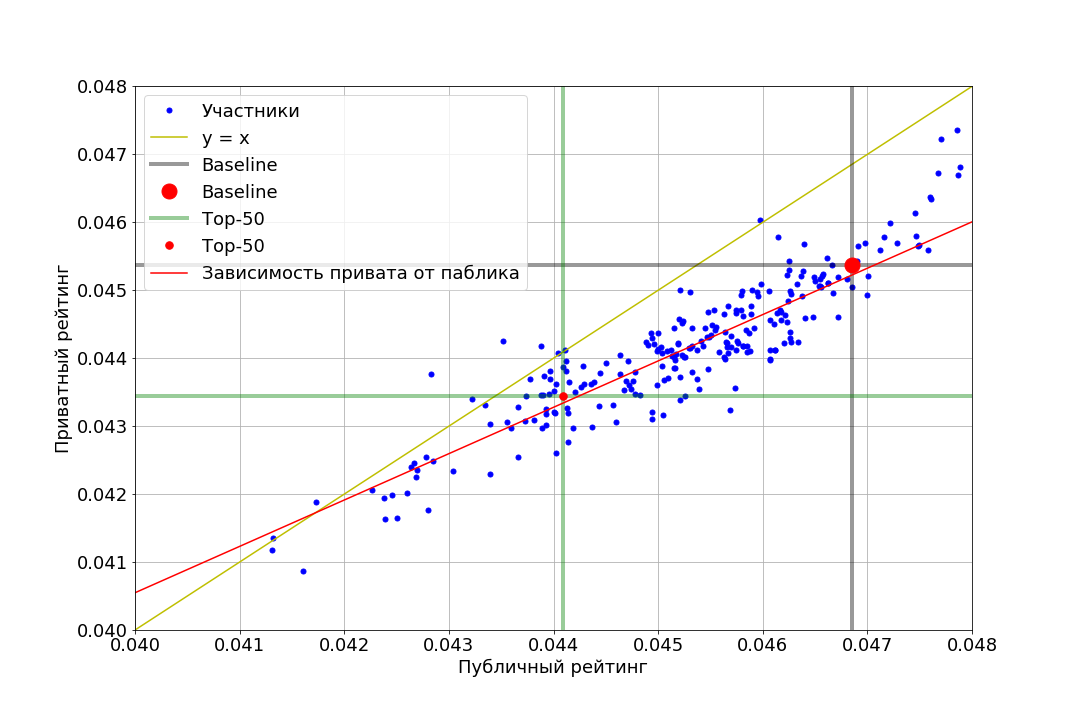 0.048
0.047
0.046
0.045
0.044
0.043
0.042
0.041
0.040
Приватный рейтинг
Участники
y = x
Baseline
Baseline
Top-50
Top-50
Зависимость привата от паблика
0.040 0.041 0.042 0.043 0.044 0.045 0.046 0.047 0.048
Публичный рейтинг